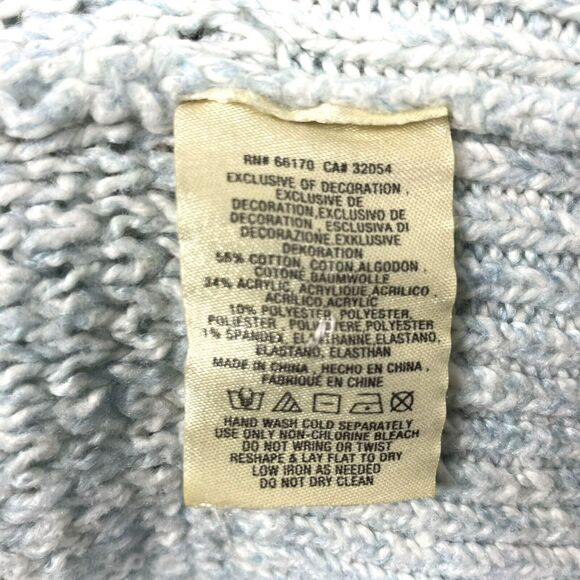 RN# 66170 CA# 32054
EXCLUSIVE OF DECORATION ,
EXCLUSIVE DE
DECORATION,EXCLUSIVO DE
DECORATION , ESCLUSIVA DI
DECORAZIONE,EXKLUSIVE
DEKORATION
COTTON, COTON,ALGODON ,
COTONE,BAUMWOLLE
34% ACRYLIC, ACRYLIQUE,ACRILICO ,
ACRILICO,ACRYLIC
10% POLYESTER, POLYESTER,
POLIESTER , POLYESTER
1% SPANDEX, ELASTHANNE,ELASTANO,
ELASTANO, ELASTHAN
MADE IN CHINA , HECHO EN CHINA ,
FABRIQUÉ EN CHINE
HAND WASH COLD SEPARATELY
USE ONLY NON-CHLORINE BLEACH
DO NOT WRING OR TWIST
RESHAPE & LAY FLAT TO DRY
LOW IRON AS NEEDED
DO NOT DRY CLEAN